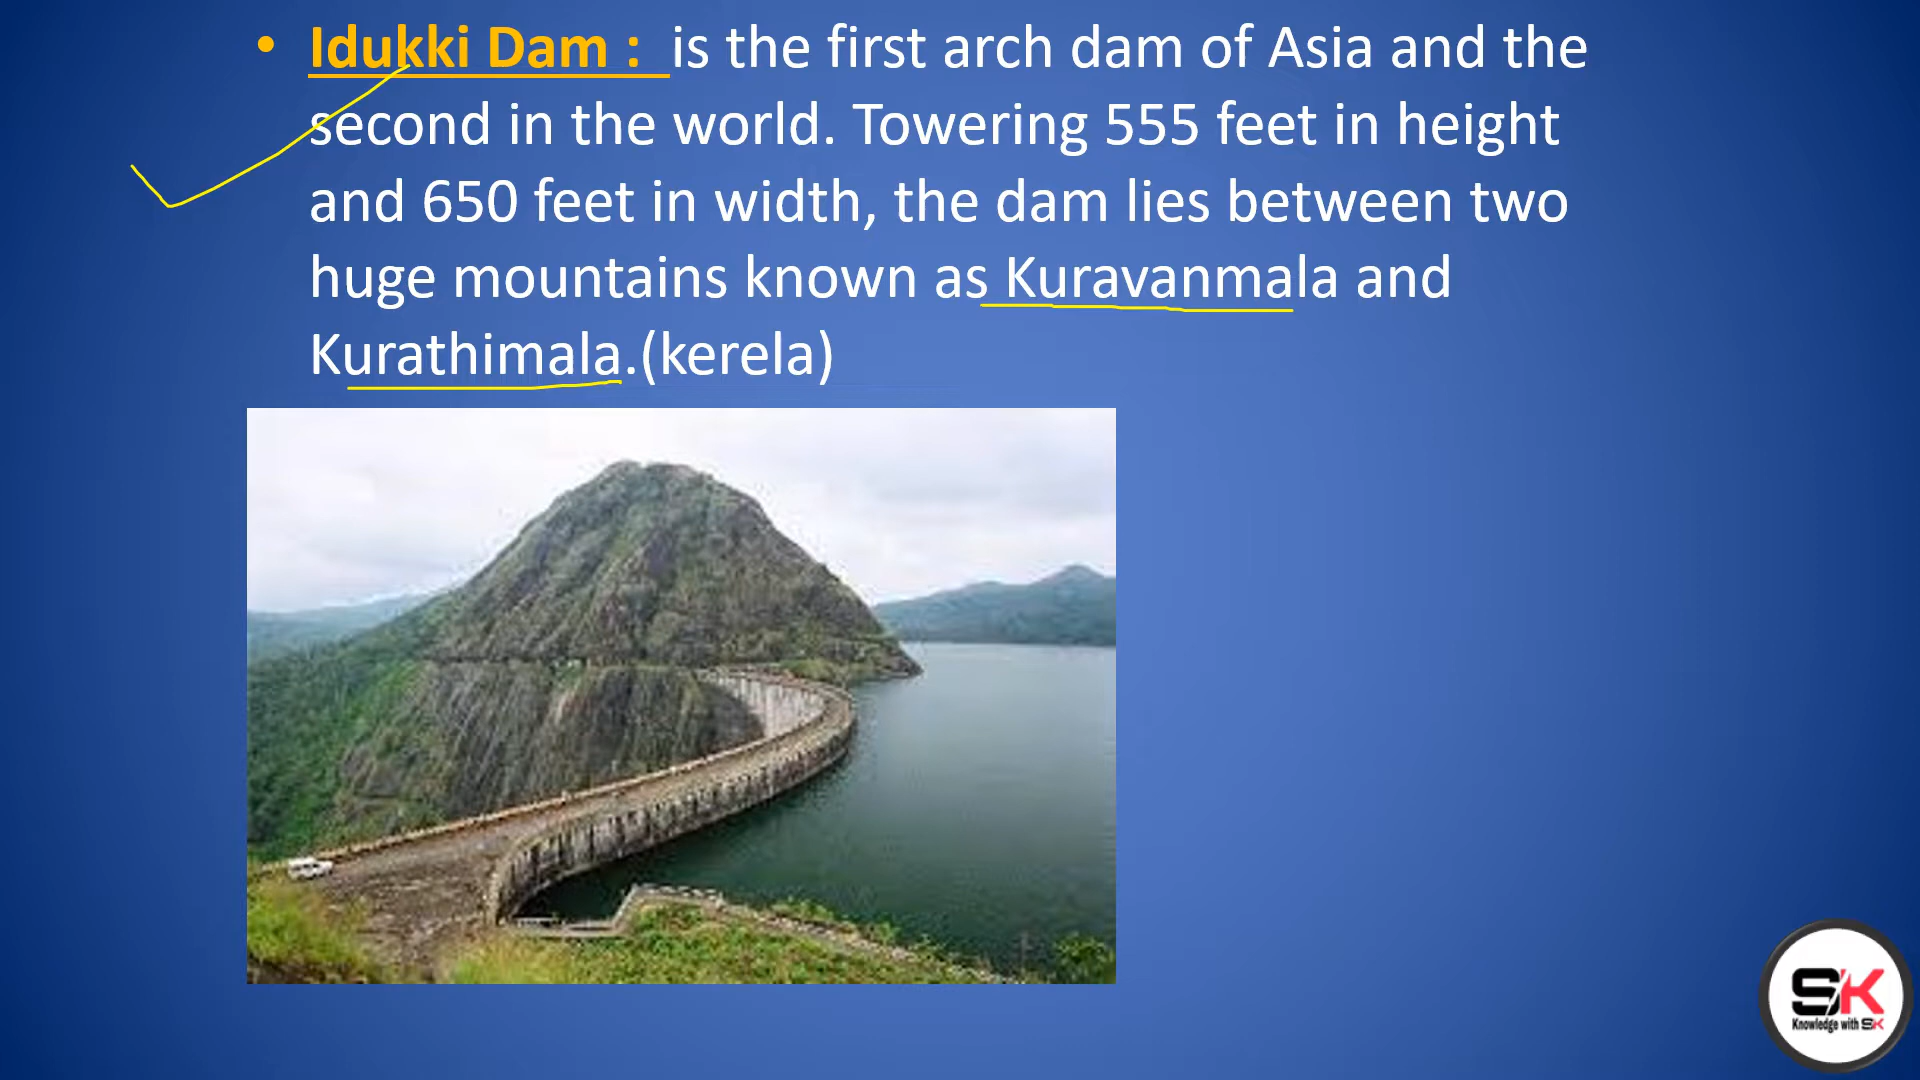 • Idukki Dam : is the first arch dam of Asia and the
second in the world. Towering 555 feet in height
and 650 feet in width, the dam lies between two
huge mountains known as Kuravanmala and
Kurathimala.(kerela)
SK
Knowledge with SK